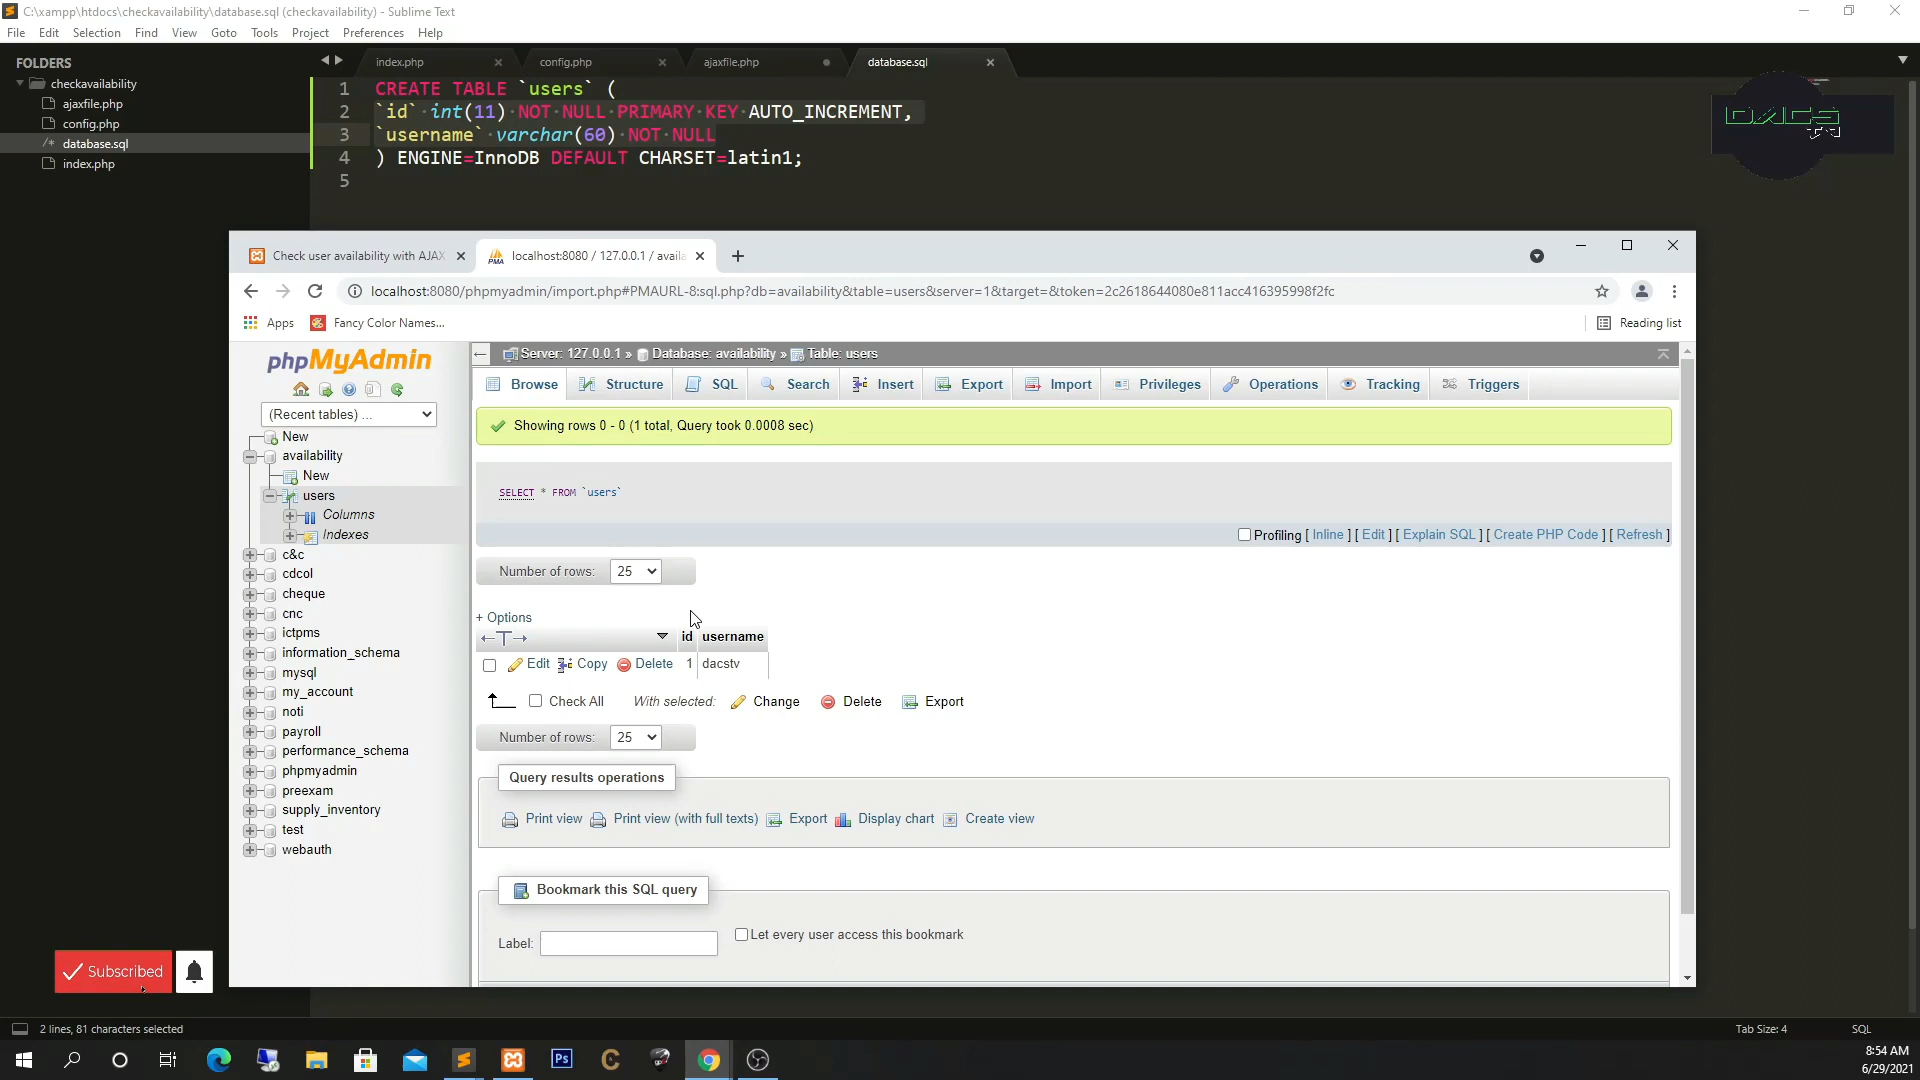 C:\xampp\htdocs\checkavailability\database.sql (checkavailability) - Sublime Text
File Edit Selection Find View Goto Tools Project Preferences Help
FOLDERS
checkavailability
ajaxfile.php
config.php
/* database.sql
index.php
index.php config.php ajaxfile.php database.sql
1 CREATE TABLE `users` (
2 `id` int(11) NOT NULL PRIMARY KEY AUTO_INCREMENT,
3 `username` varchar(60) NOT NULL
4 ) ENGINE=InnoDB DEFAULT CHARSET=latin1;
5
DACS
TV
Check user availability with AJAX
PMA localhost:8080 / 127.0.0.1 / availa
localhost:8080/phpmyadmin/import.php#PMAURL-8:sql.php?db=availability&table=users&server=1&target=&token=2c2618644080e811acc416395998f2fc
Apps Fancy Color Names... Reading list
phpMyAdmin
(Recent tables) ...
New
availability
New
users
Columns
Indexes
c&c
cdcol
cheque
cnc
ictpms
information_schema
mysql
my_account
noti
payroll
performance_schema
phpmyadmin
preexam
supply_inventory
test
webauth
Server: 127.0.0.1 » Database: availability » Table: users
Browse Structure SQL Search Insert Export Import Privileges Operations Tracking Triggers
Showing rows 0 - 0 (1 total, Query took 0.0008 sec)
SELECT * FROM `users`
Profiling [ Inline ] [ Edit ] [ Explain SQL ] [ Create PHP Code ] [ Refresh ]
Number of rows: 25
+ Options
←T→ id username
Edit Copy Delete 1 dacstv
Check All With selected: Change Delete Export
Number of rows: 25
Query results operations
Print view Print view (with full texts) Export Display chart Create view
Bookmark this SQL query
Label: Let every user access this bookmark
Subscribed
2 lines, 81 characters selected Tab Size: 4 SQL
Ps
8:54 AM
6/29/2021